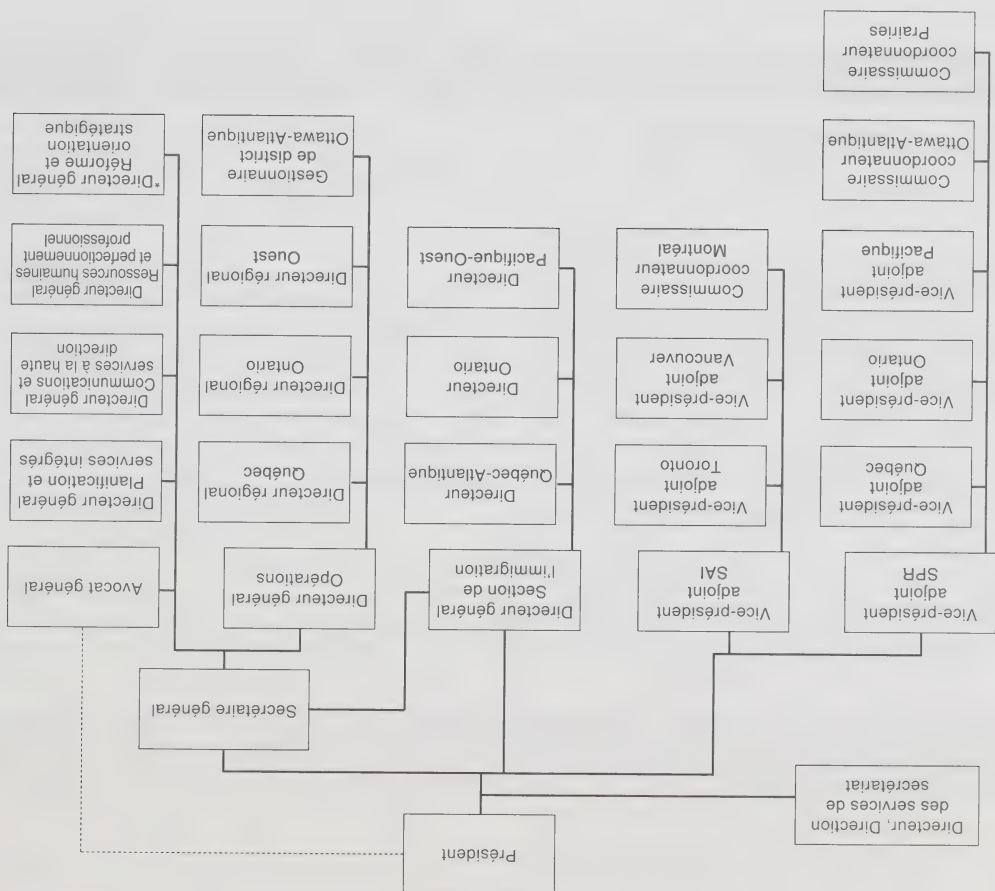 Président
Directeur, Direction
des services de
secrétariat
Secrétaire général
Vice-président
adjoint
SPR
Vice-président
adjoint
SAI
Directeur général
Section de
l'immigration
Directeur général
Opérations
Avocat général
Vice-président
adjoint
Québec
Vice-président
adjoint
Toronto
Directeur
Québec-Atlantique
Directeur régional
Québec
Directeur général
Planification et
services intégrés
Vice-président
adjoint
Ontario
Vice-président
adjoint
Vancouver
Directeur
Ontario
Directeur régional
Ontario
Directeur général
Communications et
services à la haute
direction
Vice-président
adjoint
Pacifique
Commissaire
coordonnateur
Montréal
Directeur
Pacifique-Ouest
Directeur régional
Ouest
Directeur général
Ressources humaines
et perfectionnement
professionnel
Commissaire
coordonnateur
Ottawa-Atlantique
Gestionnaire
de district
Ottawa-Atlantique
*Directeur général
Réforme et
orientation
stratégique
Commissaire
coordonnateur
Prairies